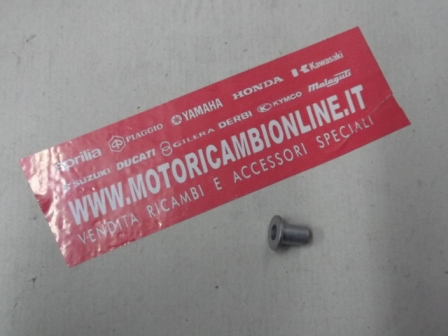 aprilia PIAGGIO YAMAHA HONDA Kawasaki
SUZUKI DUCATI GILERA DERBI KYMCO Malaguti
WWW.MOTORICAMBIONLINE.IT
VENDITA RICAMBI E ACCESSORI SPECIALI